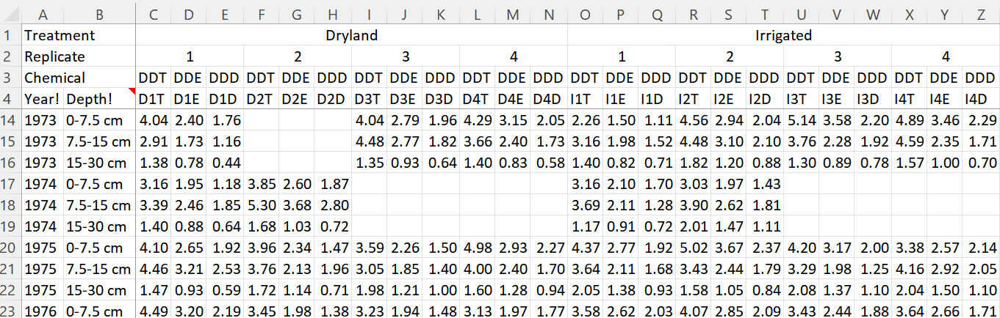 A B C D E F G H I J K L M N O P Q R S T U V W X Y Z
1 Treatment Dryland Irrigated
2 Replicate 1 2 3 4 1 2 3 4
3 Chemical DDT DDE DDD DDT DDE DDD DDT DDE DDD DDT DDE DDD DDT DDE DDD DDT DDE DDD DDT DDE DDD DDT DDE DDD
4 Year! Depth! D1T D1E D1D D2T D2E D2D D3T D3E D3D D4T D4E D4D I1T I1E I1D I2T I2E I2D I3T I3E I3D I4T I4E I4D
14 1973 0-7.5 cm 4.04 2.40 1.76 4.04 2.79 1.96 4.29 3.15 2.05 2.26 1.50 1.11 4.56 2.94 2.04 5.14 3.58 2.20 4.89 3.46 2.29
15 1973 7.5-15 cm 2.91 1.73 1.16 4.48 2.77 1.82 3.66 2.40 1.73 3.16 1.98 1.52 4.48 3.10 2.10 3.76 2.28 1.92 4.59 2.35 1.71
16 1973 15-30 cm 1.38 0.78 0.44 1.35 0.93 0.64 1.40 0.83 0.58 1.40 0.82 0.71 1.82 1.20 0.88 1.30 0.89 0.78 1.57 1.00 0.70
17 1974 0-7.5 cm 3.16 1.95 1.18 3.85 2.60 1.87 3.16 2.10 1.70 3.03 1.97 1.43
18 1974 7.5-15 cm 3.39 2.46 1.85 5.30 3.68 2.80 3.69 2.11 1.28 3.90 2.62 1.81
19 1974 15-30 cm 1.40 0.88 0.64 1.68 1.03 0.72 1.17 0.91 0.72 2.01 1.47 1.11
20 1975 0-7.5 cm 4.10 2.65 1.92 3.96 2.34 1.47 3.59 2.26 1.50 4.98 2.93 2.27 4.37 2.77 1.92 5.02 3.67 2.37 4.20 3.17 2.00 3.38 2.57 2.14
21 1975 7.5-15 cm 4.46 3.21 2.53 3.76 2.13 1.96 3.05 1.85 1.40 4.00 2.40 1.70 3.64 2.11 1.68 3.43 2.44 1.79 3.29 1.98 1.25 4.16 2.92 2.05
22 1975 15-30 cm 1.47 0.93 0.59 1.72 1.14 0.71 1.98 1.21 1.00 1.60 1.28 0.94 2.05 1.38 0.93 1.58 1.05 0.84 2.08 1.37 1.10 2.04 1.50 1.10
23 1976 0-7.5 cm 4.49 3.20 2.19 3.45 1.98 1.38 3.23 1.94 1.48 3.13 1.97 1.77 3.58 2.62 2.03 4.07 2.85 2.09 3.43 2.44 1.88 3.64 2.66 1.71